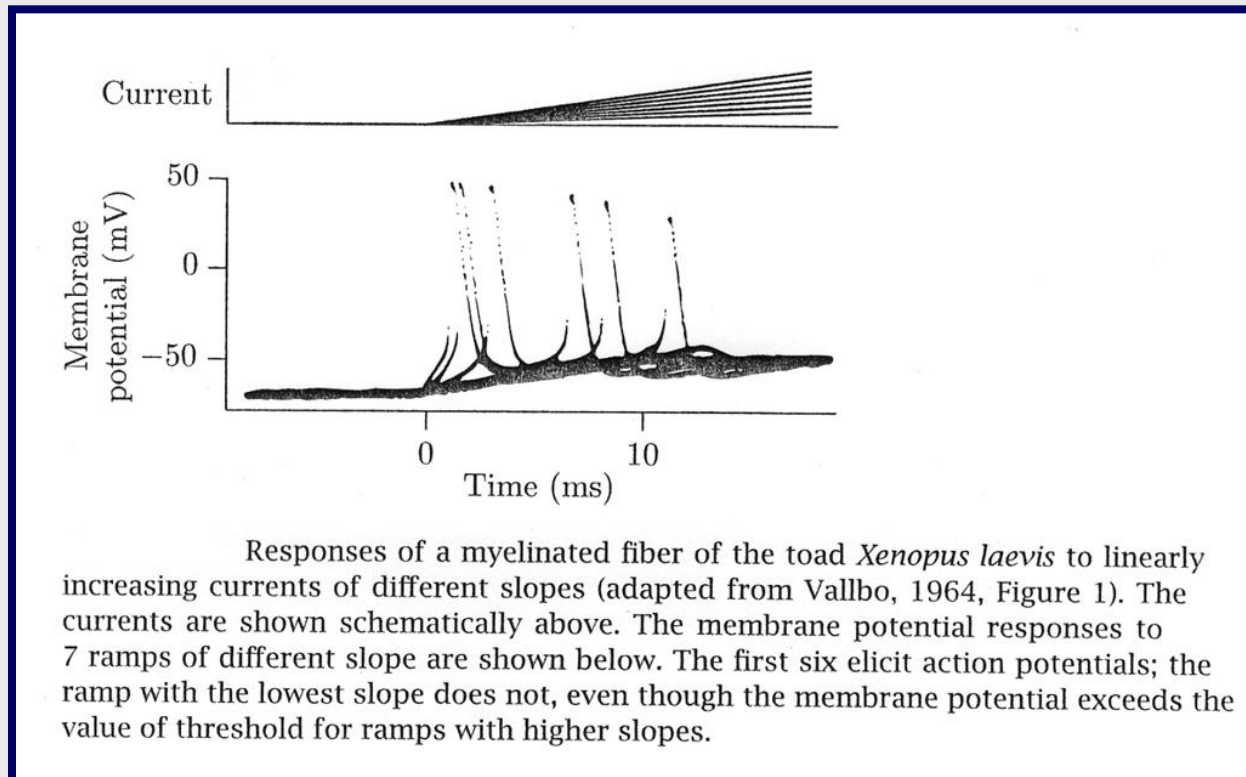 Current
50
0
−50
Membrane
potential (mV)
0
10
Time (ms)
Responses of a myelinated fiber of the toad Xenopus laevis to linearly
increasing currents of different slopes (adapted from Vallbo, 1964, Figure 1). The
currents are shown schematically above. The membrane potential responses to
7 ramps of different slope are shown below. The first six elicit action potentials; the
ramp with the lowest slope does not, even though the membrane potential exceeds the
value of threshold for ramps with higher slopes.